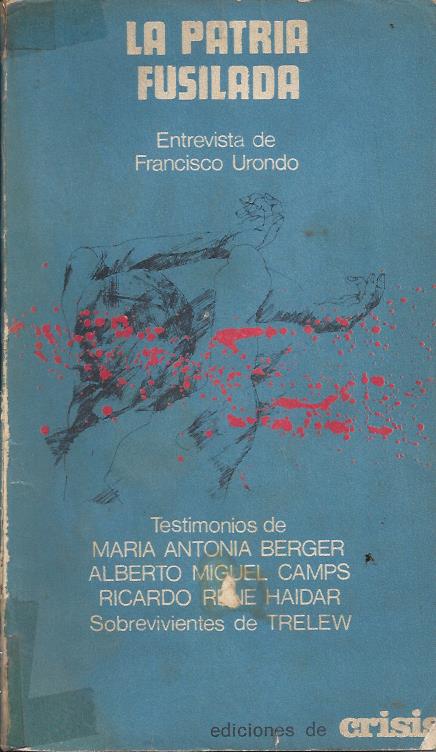 LA PATRIA
FUSILADA
Entrevista de
Francisco Urondo
Testimonios de
MARIA ANTONIA BERGER
ALBERTO MIGUEL CAMPS
RICARDO RENE HAIDAR
Sobrevivientes de TRELEW
ediciones de crisis